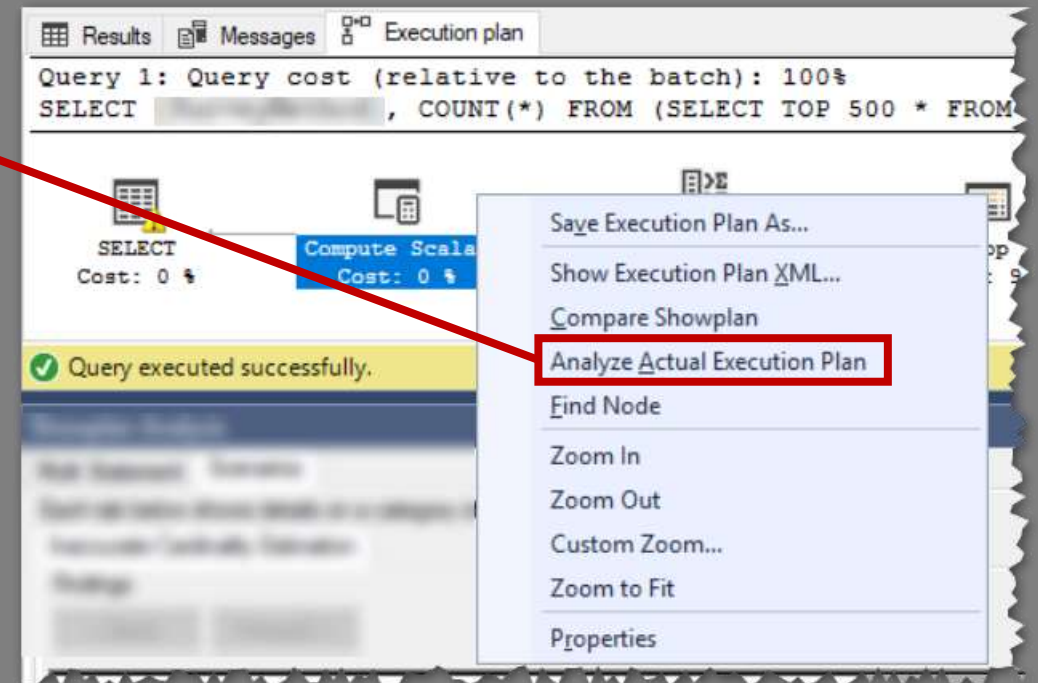 Results Messages Execution plan
Query 1: Query cost (relative to the batch): 100%
SELECT , COUNT(*) FROM (SELECT TOP 500 * FROM
SELECT
Cost: 0 %
Compute Scala
Cost: 0 %
op
: 9
Query executed successfully.
Save Execution Plan As...
Show Execution Plan XML...
Compare Showplan
Analyze Actual Execution Plan
Find Node
Zoom In
Zoom Out
Custom Zoom...
Zoom to Fit
Properties